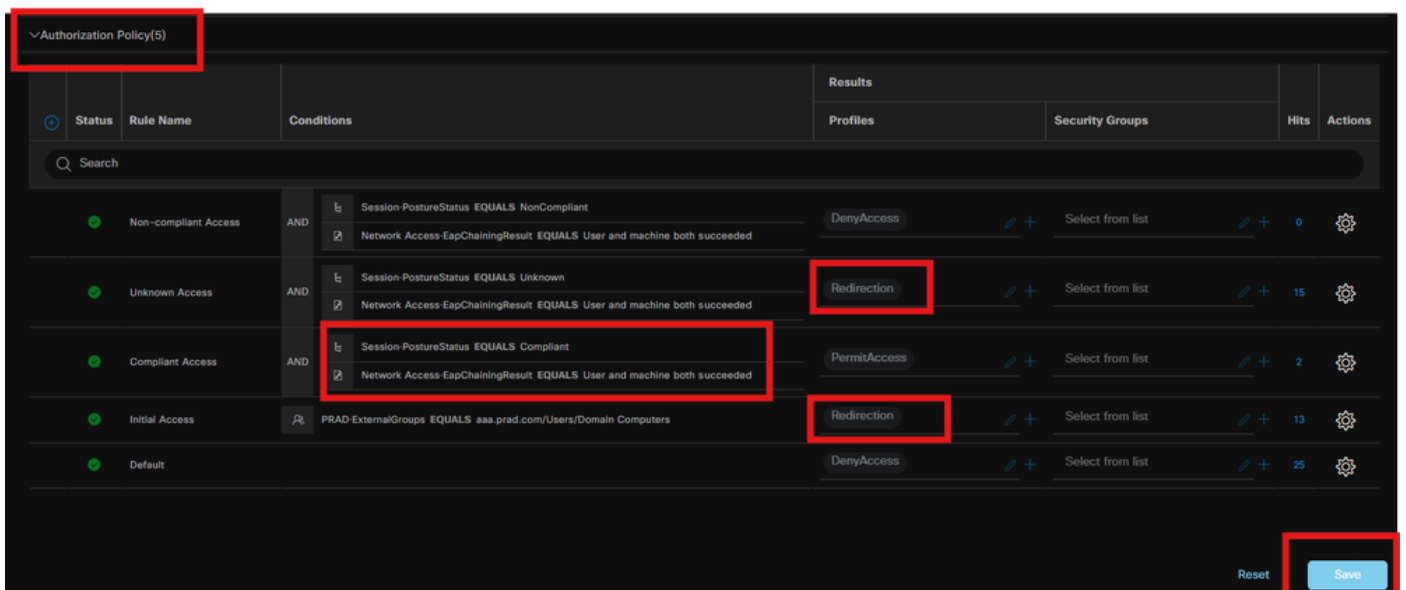 Authorization Policy(5)
Results
Status Rule Name Conditions Profiles Security Groups Hits Actions
Search
Non-compliant Access AND Session-PostureStatus EQUALS NonCompliant DenyAccess Select from list 0
Network Access-EapChainingResult EQUALS User and machine both succeeded
Unknown Access AND Session-PostureStatus EQUALS Unknown Redirection Select from list 15
Network Access-EapChainingResult EQUALS User and machine both succeeded
Compliant Access AND Session-PostureStatus EQUALS Compliant PermitAccess Select from list 2
Network Access-EapChainingResult EQUALS User and machine both succeeded
Initial Access PRAD-ExternalGroups EQUALS aaa.prad.com/Users/Domain Computers Redirection Select from list 13
Default DenyAccess Select from list 25
Reset Save